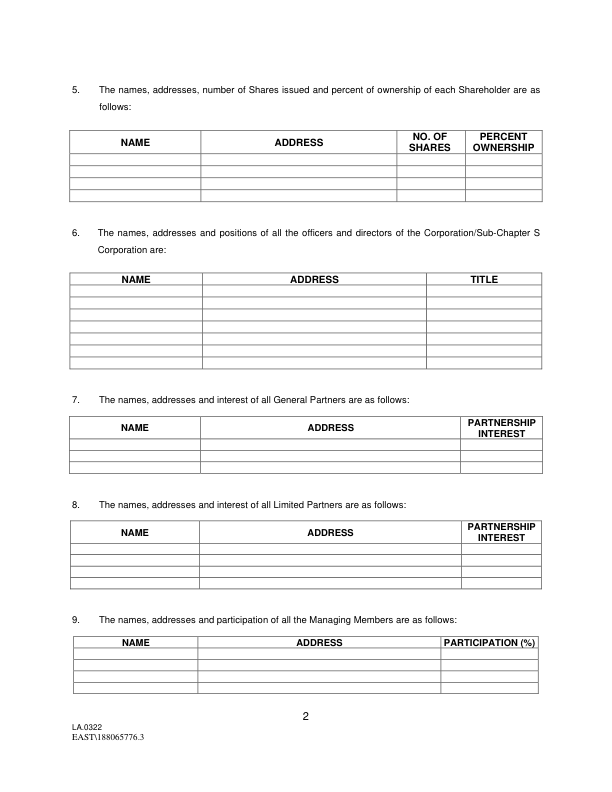 5. The names, addresses, number of Shares issued and percent of ownership of each Shareholder are as
follows:
NAME ADDRESS NO. OF SHARES PERCENT OWNERSHIP
6. The names, addresses and positions of all the officers and directors of the Corporation/Sub-Chapter S
Corporation are:
NAME ADDRESS TITLE
7. The names, addresses and interest of all General Partners are as follows:
NAME ADDRESS PARTNERSHIP INTEREST
8. The names, addresses and interest of all Limited Partners are as follows:
NAME ADDRESS PARTNERSHIP INTEREST
9. The names, addresses and participation of all the Managing Members are as follows:
NAME ADDRESS PARTICIPATION (%)
2
LA.0322
EAST\188065776.3